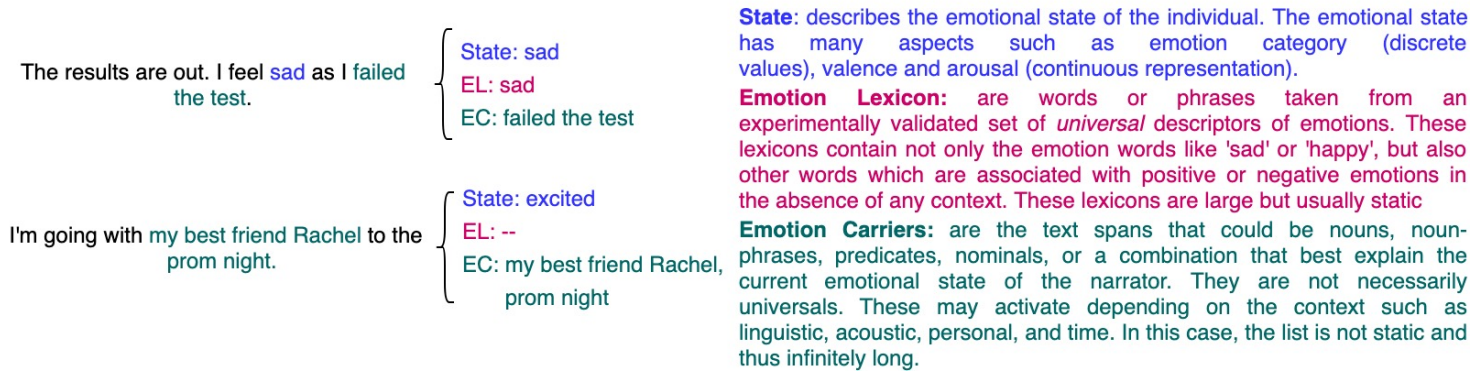 The results are out. I feel sad as I failed
the test.
State: sad
EL: sad
EC: failed the test
I'm going with my best friend Rachel to the
prom night.
State: excited
EL: --
EC: my best friend Rachel,
prom night
State: describes the emotional state of the individual. The emotional state
has many aspects such as emotion category (discrete
values), valence and arousal (continuous representation).
Emotion Lexicon: are words or phrases taken from an
experimentally validated set of universal descriptors of emotions. These
lexicons contain not only the emotion words like 'sad' or 'happy', but also
other words which are associated with positive or negative emotions in
the absence of any context. These lexicons are large but usually static
Emotion Carriers: are the text spans that could be nouns, noun-
phrases, predicates, nominals, or a combination that best explain the
current emotional state of the narrator. They are not necessarily
universals. These may activate depending on the context such as
linguistic, acoustic, personal, and time. In this case, the list is not static and
thus infinitely long.